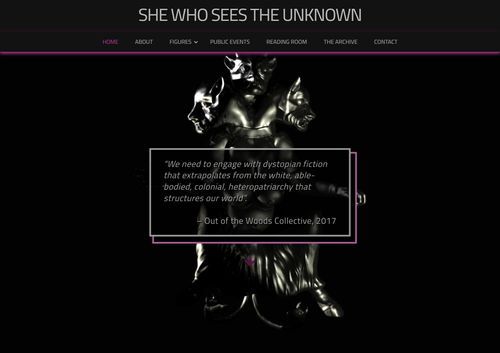 SHE WHO SEES THE UNKNOWN
HOME ABOUT FIGURES PUBLIC EVENTS READING ROOM THE ARCHIVE CONTACT
"We need to engage with dystopian fiction
that extrapolates from the white, able-
bodied, colonial, heteropatriarchy that
structures our world".
– Out of the Woods Collective, 2017